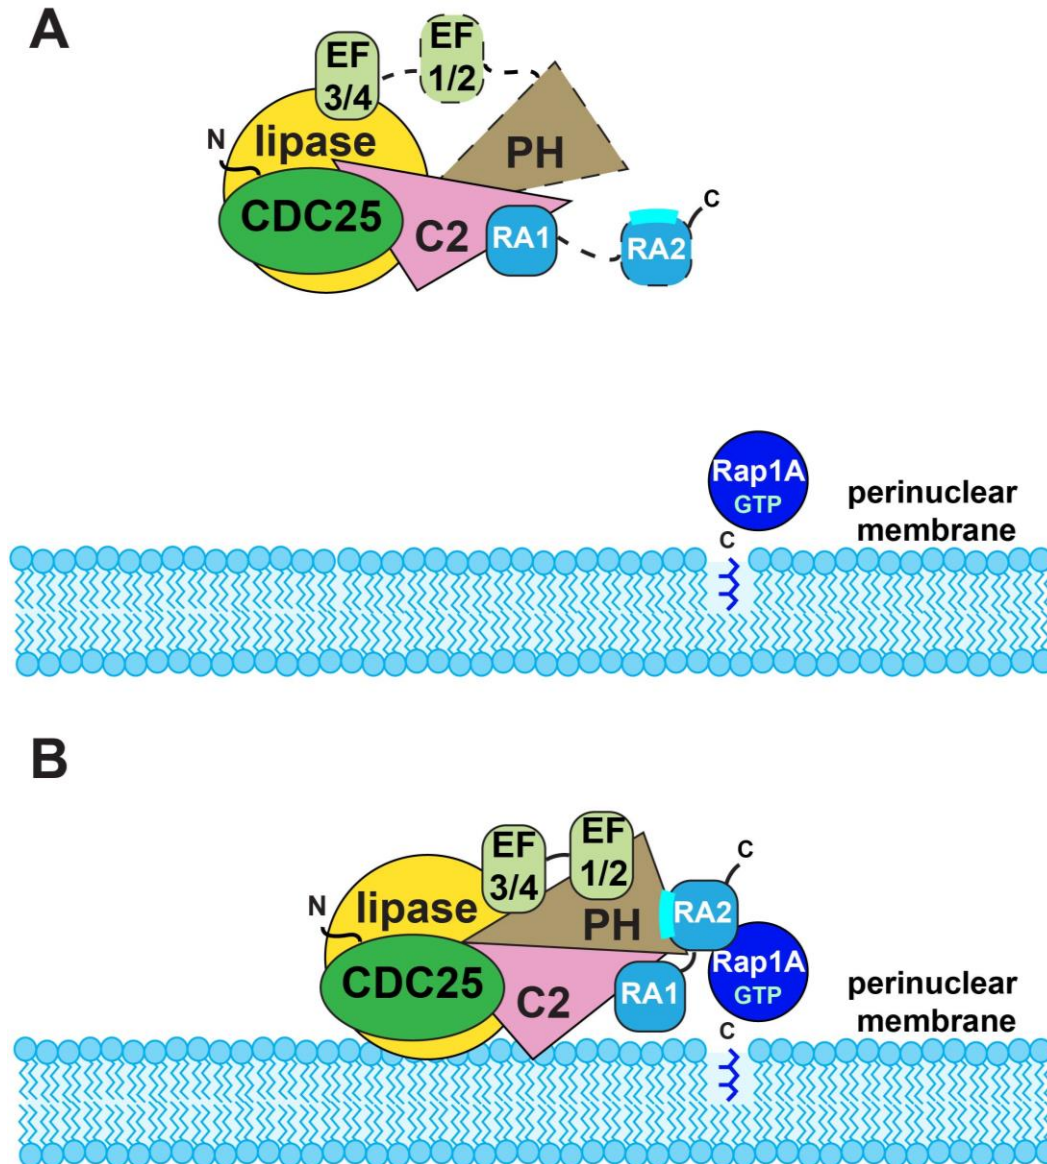 A
EF
3/4
EF
1/2
N
lipase
PH
CDC25
C2
RA1
RA2
C
Rap1A
GTP
C
perinuclear
membrane
B
EF
3/4
EF
1/2
N
lipase
PH
RA2
C
CDC25
C2
RA1
Rap1A
GTP
C
perinuclear
membrane